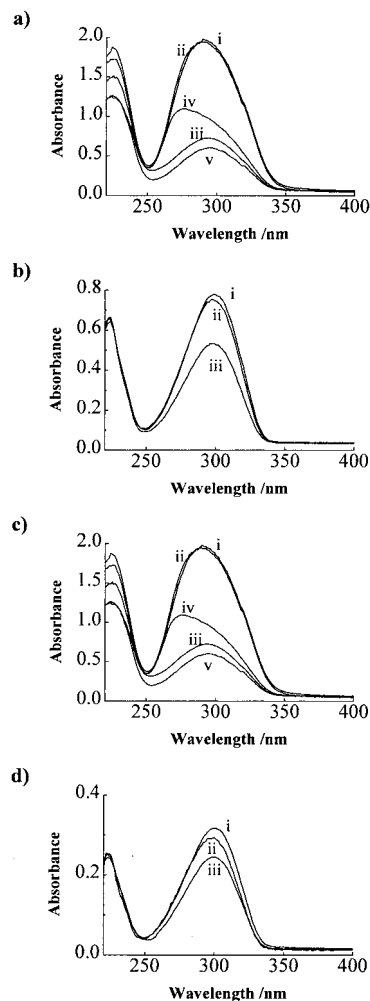 a)
2.0
1.5
1.0
0.5
0.0
Absorbance
ii
i
iv
iii
v
250 300 350 400
Wavelength /nm
b)
0.8
0.6
0.4
0.2
0.0
Absorbance
i
ii
iii
250 300 350 400
Wavelength /nm
c)
2.0
1.5
1.0
0.5
0.0
Absorbance
ii
i
iv
iii
v
250 300 350 400
Wavelength /nm
d)
0.4
0.2
0.0
Absorbance
i
ii
iii
250 300 350 400
Wavelength /nm